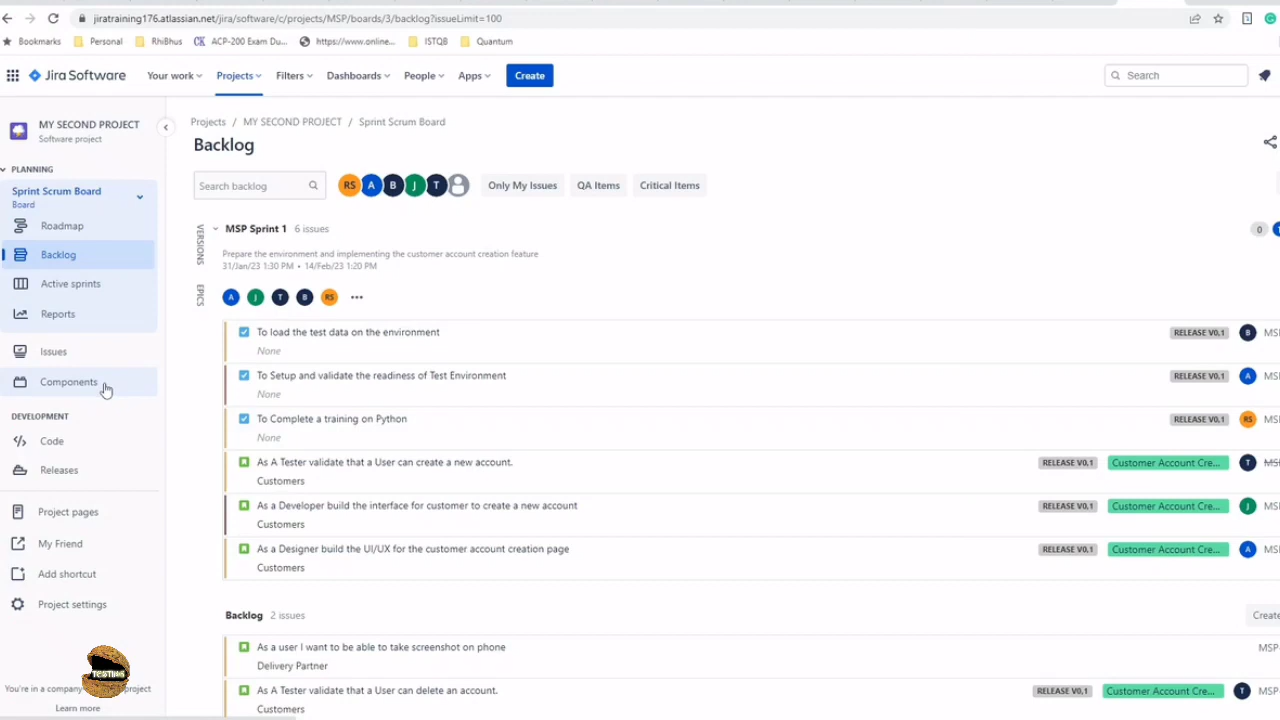 jiratraining176.atlassian.net/jira/software/c/projects/MSP/boards/3/backlog?issueLimit=100
Bookmarks Personal RhiBhus ACP-200 Exam Du... https://www.online... ISTQB Quantum
Jira Software Your work Projects Filters Dashboards People Apps Create Search
MY SECOND PROJECT
Software project
PLANNING
Sprint Scrum Board
Board
Roadmap
Backlog
Active sprints
Reports
Issues
Components
DEVELOPMENT
Code
Releases
Project pages
My Friend
Add shortcut
Project settings
TESTING
You're in a company project
Learn more
Projects / MY SECOND PROJECT / Sprint Scrum Board
Backlog
Search backlog RS A B J T Only My Issues QA Items Critical Items
VERSIONS
EPICS
MSP Sprint 1 6 issues 0
Prepare the environment and implementing the customer account creation feature
31/Jan/23 1:30 PM • 14/Feb/23 1:20 PM
A J T B RS •••
To load the test data on the environment RELEASE V0.1 B MSP
None
To Setup and validate the readiness of Test Environment RELEASE V0.1 A MSP
None
To Complete a training on Python RELEASE V0.1 RS MSP
None
As A Tester validate that a User can create a new account. RELEASE V0.1 Customer Account Cre... T MSP
Customers
As a Developer build the interface for customer to create a new account RELEASE V0.1 Customer Account Cre... J MSP
Customers
As a Designer build the UI/UX for the customer account creation page RELEASE V0.1 Customer Account Cre... A MSP
Customers
Backlog 2 issues Create
As a user I want to be able to take screenshot on phone MSP-
Delivery Partner
As A Tester validate that a User can delete an account. RELEASE V0.1 Customer Account Cre... T MSP-
Customers